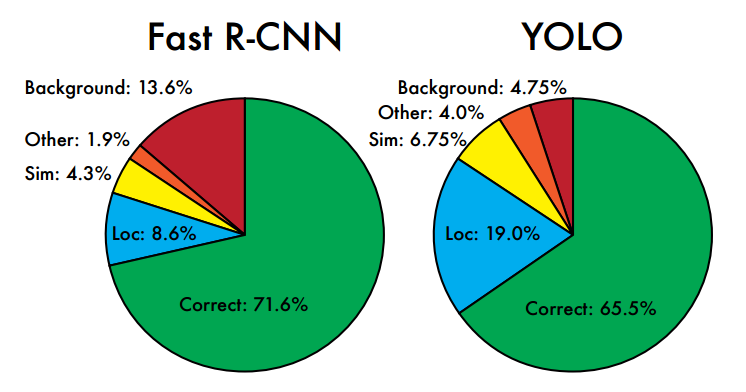 Fast R-CNN
Background: 13.6%
Other: 1.9%
Sim: 4.3%
Loc: 8.6%
Correct: 71.6%
YOLO
Background: 4.75%
Other: 4.0%
Sim: 6.75%
Loc: 19.0%
Correct: 65.5%